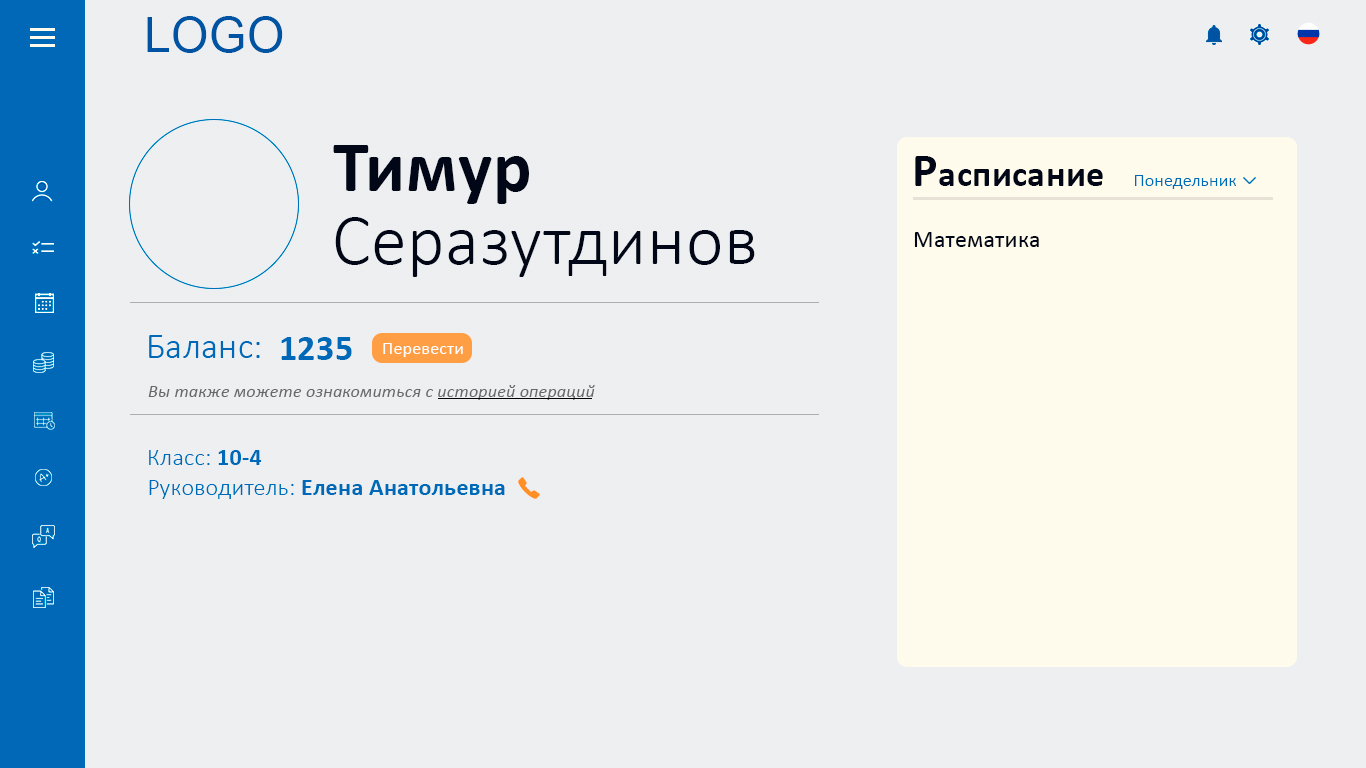 LOGO
Тимур
Серазутдинов
Баланс: 1235 Перевести
Вы также можете ознакомиться с историей операций
Класс: 10-4
Руководитель: Елена Анатольевна
Расписание Понедельник
Математика
A+
Q A